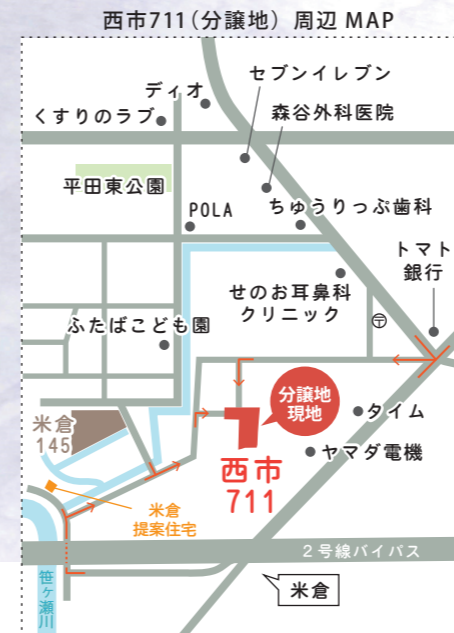 西市711(分譲地) 周辺 MAP
セブンイレブン
ディオ
くすりのラブ
森谷外科医院
平田東公園
POLA
ちゅうりっぷ歯科
トマト
銀行
せのお耳鼻科
クリニック
〒
ふたばこども園
分譲地
現地
米倉
145
タイム
ヤマダ電機
西市
711
米倉
提案住宅
2号線バイパス
笹ヶ瀬川
米倉